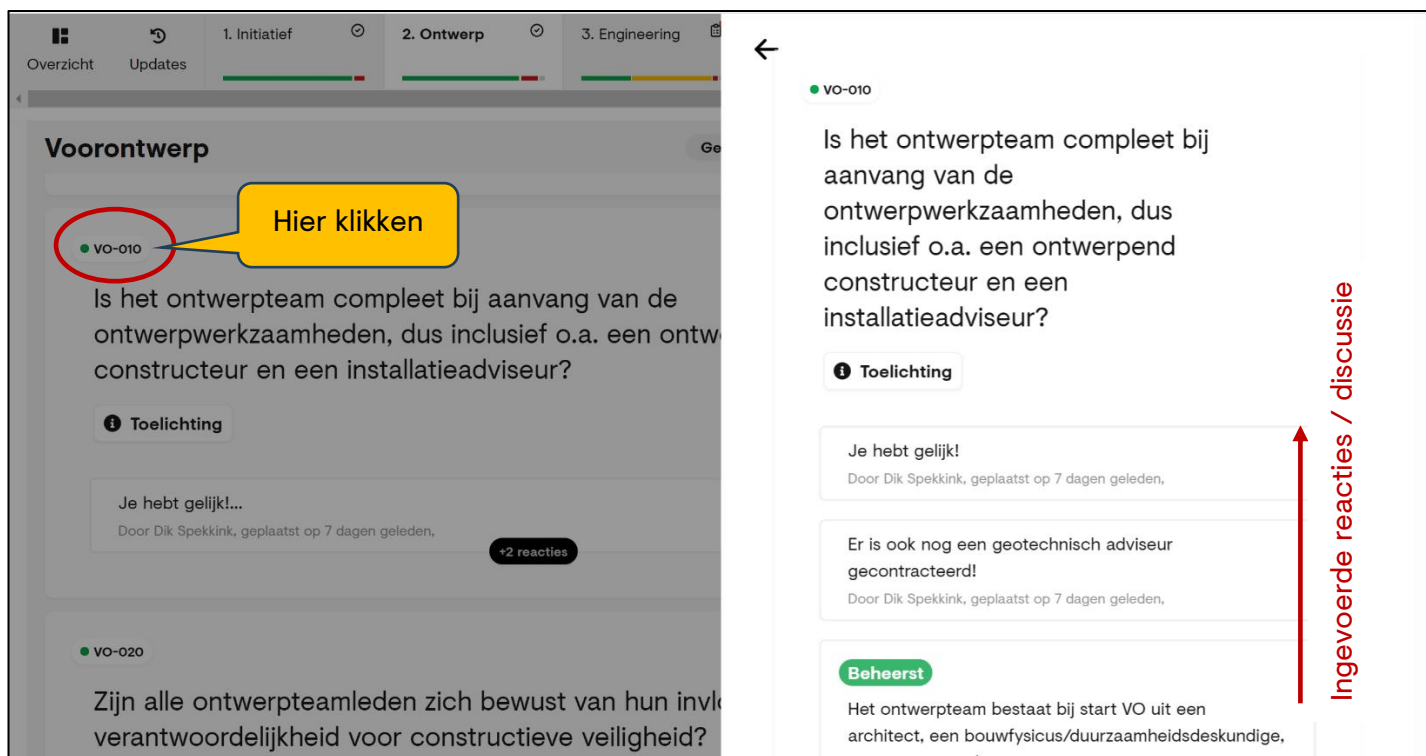 Overzicht
Updates
1. Initiatief
2. Ontwerp
3. Engineering
Voorontwerp
Ge
Hier klikken
VO-010
Is het ontwerpteam compleet bij aanvang van de
ontwerpwerkzaamheden, dus inclusief o.a. een ontw
constructeur en een installatieadviseur?
Toelichting
Je hebt gelijk!...
Door Dik Spekkink, geplaatst op 7 dagen geleden,
+2 reacties
VO-020
Zijn alle ontwerpteamleden zich bewust van hun invl
verantwoordelijkheid voor constructieve veiligheid?
VO-010
Is het ontwerpteam compleet bij
aanvang van de
ontwerpwerkzaamheden, dus
inclusief o.a. een ontwerpend
constructeur en een
installatieadviseur?
Toelichting
Je hebt gelijk!
Door Dik Spekkink, geplaatst op 7 dagen geleden,
Er is ook nog een geotechnisch adviseur
gecontracteerd!
Door Dik Spekkink, geplaatst op 7 dagen geleden,
Beheerst
Het ontwerpteam bestaat bij start VO uit een
architect, een bouwfysicus/duurzaamheidsdeskundige,
Ingevoerde reacties / discussie